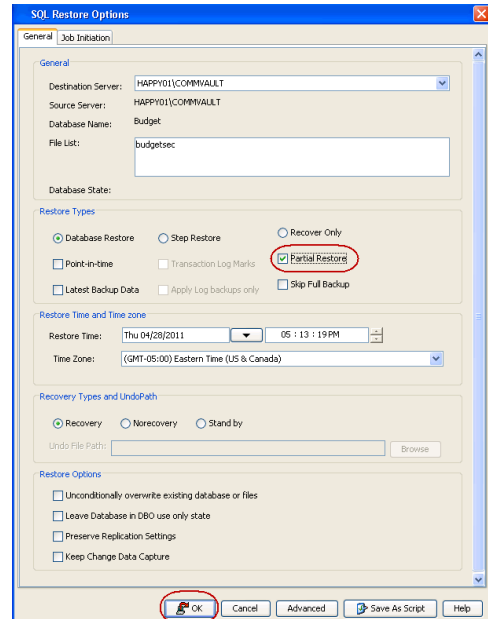 SQL Restore Options
General Job Initiation
General
Destination Server: HAPPY01\COMMVAULT
Source Server: HAPPY01\COMMVAULT
Database Name: Budget
File List: budgetsec
Database State:
Restore Types
Database Restore Step Restore Recover Only
Point-in-time Transaction Log Marks Partial Restore
Latest Backup Data Apply Log backups only Skip Full Backup
Restore Time and Time zone
Restore Time: Thu 04/28/2011 05 : 13 : 19 PM
Time Zone: (GMT-05:00) Eastern Time (US & Canada)
Recovery Types and UndoPath
Recovery Norecovery Stand by
Undo File Path: Browse
Restore Options
Unconditionally overwrite existing database or files
Leave Database in DBO use only state
Preserve Replication Settings
Keep Change Data Capture
OK Cancel Advanced Save As Script Help